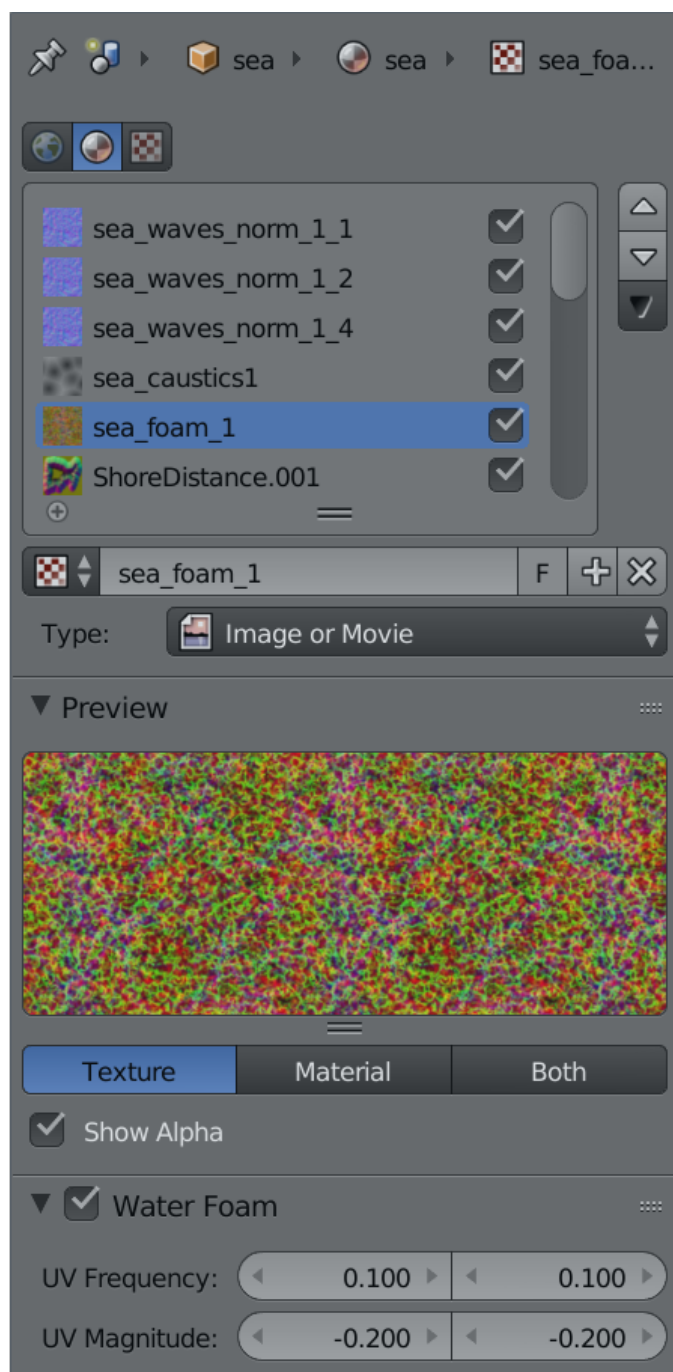 sea sea sea_foa...
sea_waves_norm_1_1
sea_waves_norm_1_2
sea_waves_norm_1_4
sea_caustics1
sea_foam_1
ShoreDistance.001
sea_foam_1 F
Type: Image or Movie
Preview
Texture Material Both
Show Alpha
Water Foam
UV Frequency: 0.100 0.100
UV Magnitude: -0.200 -0.200